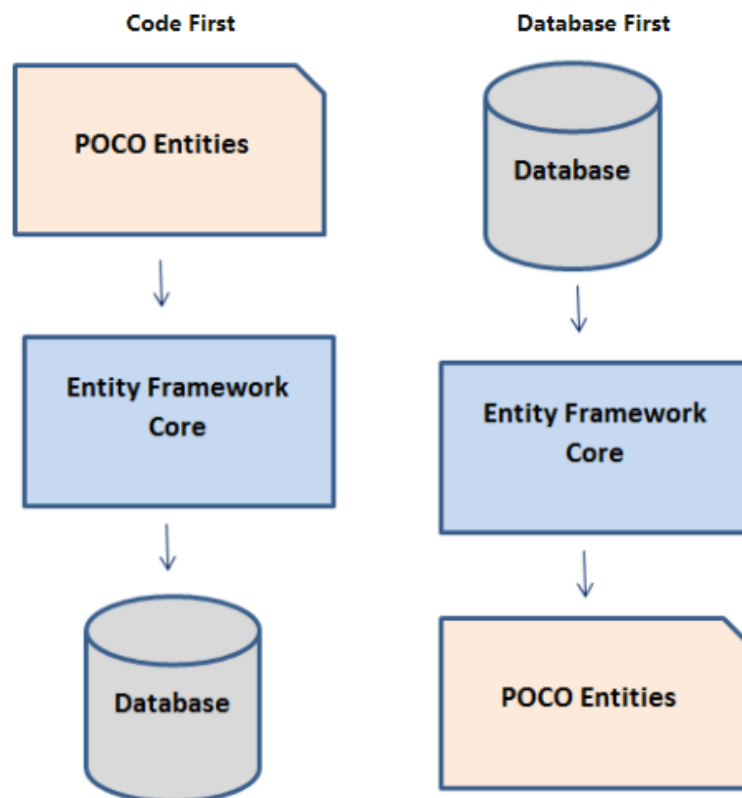 Code First
POCO Entities
Entity Framework
Core
Database
Database First
Database
Entity Framework
Core
POCO Entities